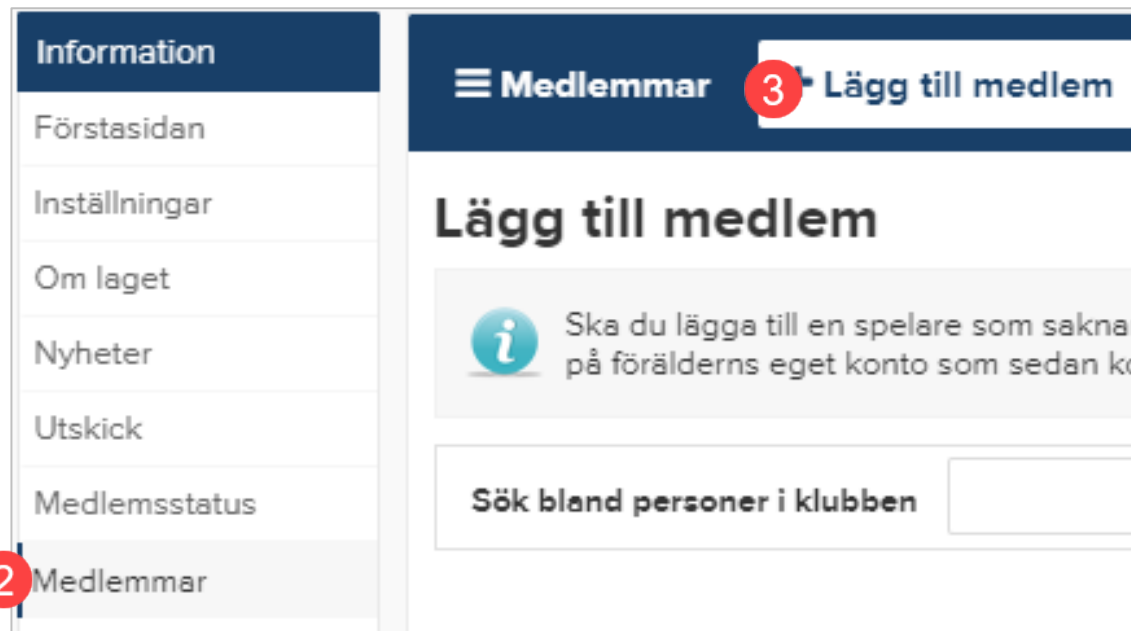 Information
Förstasidan
Inställningar
Om laget
Nyheter
Utskick
Medlemsstatus
2 Medlemmar
Medlemmar 3 + Lägg till medlem
Lägg till medlem
Ska du lägga till en spelare som sakna
på förälderns eget konto som sedan
Sök bland personer i klubben